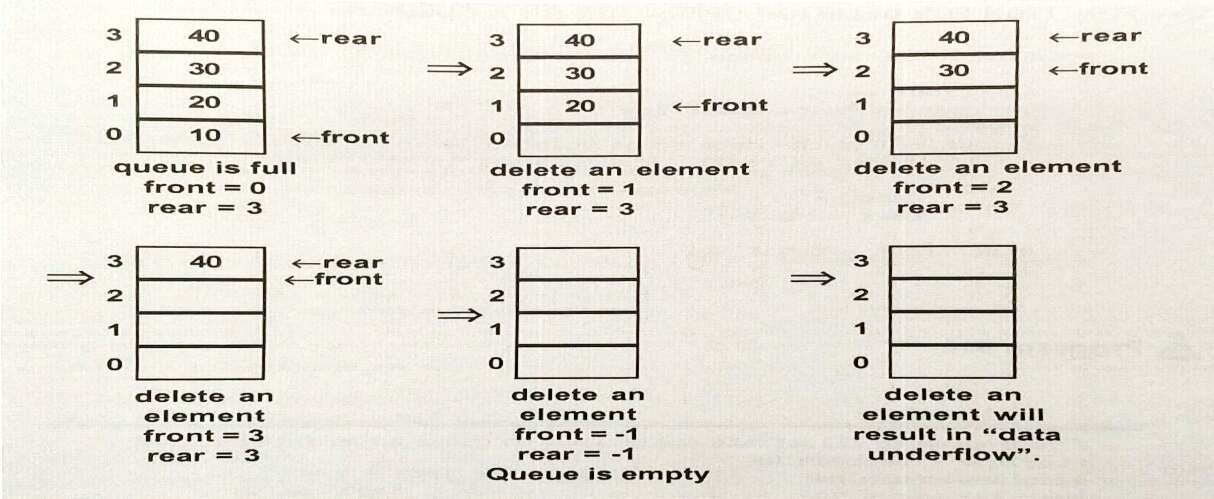 3 40 ←rear
2 30
1 20
0 10 ←front
queue is full
front = 0
rear = 3
⇒ 3 40 ←rear
2 30
1 20 ←front
0
delete an element
front = 1
rear = 3
⇒ 3 40 ←rear
2 30 ←front
1
0
delete an element
front = 2
rear = 3
⇒ 3 40 ←rear
←front
2
1
0
delete an
element
front = 3
rear = 3
⇒ 3
2
1
0
delete an
element
front = -1
rear = -1
Queue is empty
⇒ 3
2
1
0
delete an
element will
result in “data
underflow”.